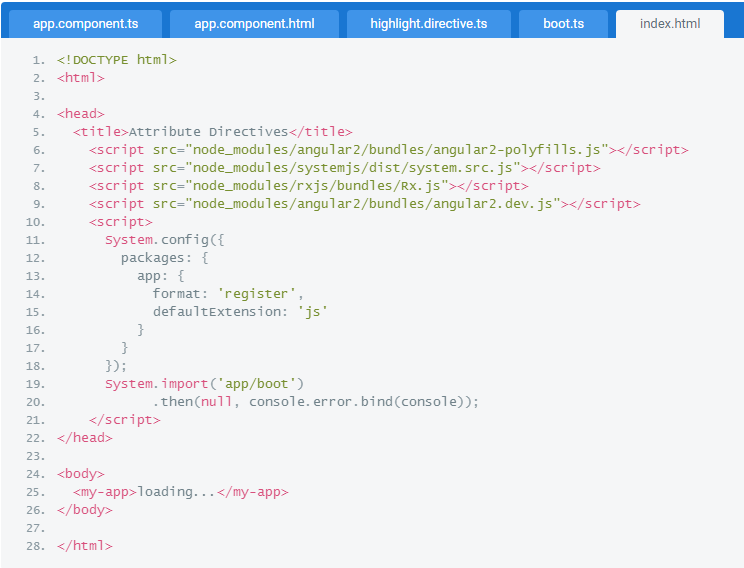 app.component.ts app.component.html highlight.directive.ts boot.ts index.html
1. <!DOCTYPE html>
2. <html>
3.
4. <head>
5.   <title>Attribute Directives</title>
6.     <script src="node_modules/angular2/bundles/angular2-polyfills.js"></script>
7.     <script src="node_modules/systemjs/dist/system.src.js"></script>
8.     <script src="node_modules/rxjs/bundles/Rx.js"></script>
9.     <script src="node_modules/angular2/bundles/angular2.dev.js"></script>
10.     <script>
11.       System.config({
12.         packages: {
13.           app: {
14.             format: 'register',
15.             defaultExtension: 'js'
16.           }
17.         }
18.       });
19.       System.import('app/boot')
20.             .then(null, console.error.bind(console));
21.     </script>
22. </head>
23.
24. <body>
25.   <my-app>loading...</my-app>
26. </body>
27.
28. </html>